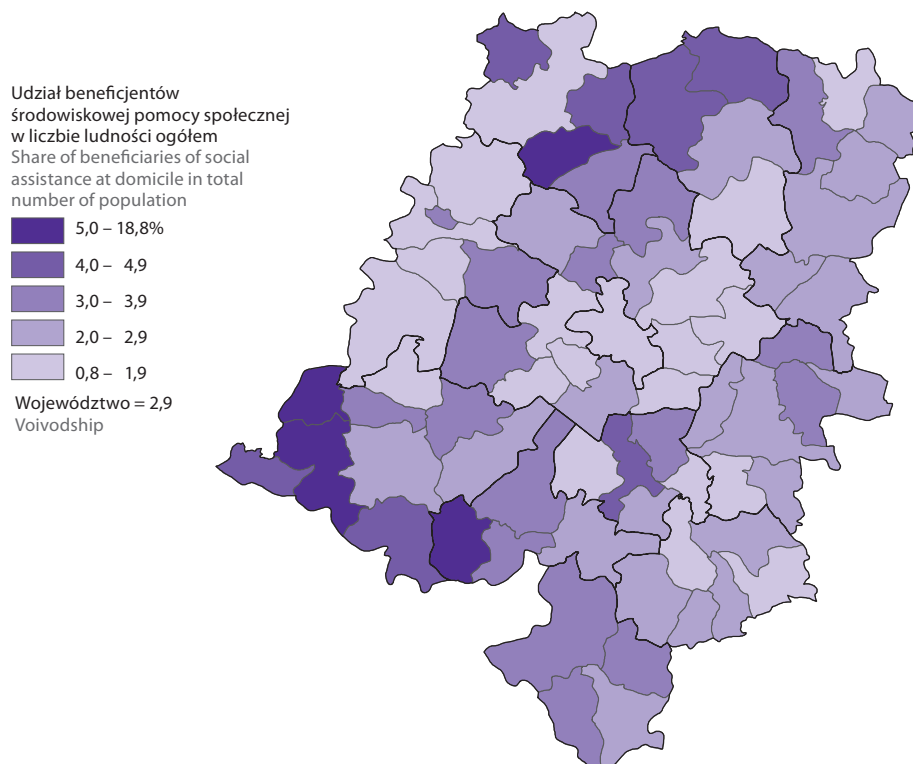 Udział beneficjentów
środowiskowej pomocy społecznej
w liczbie ludności ogółem
Share of beneficiaries of social
assistance at domicile in total
number of population
5,0 – 18,8%
4,0 – 4,9
3,0 – 3,9
2,0 – 2,9
0,8 – 1,9
Województwo = 2,9
Voivodship